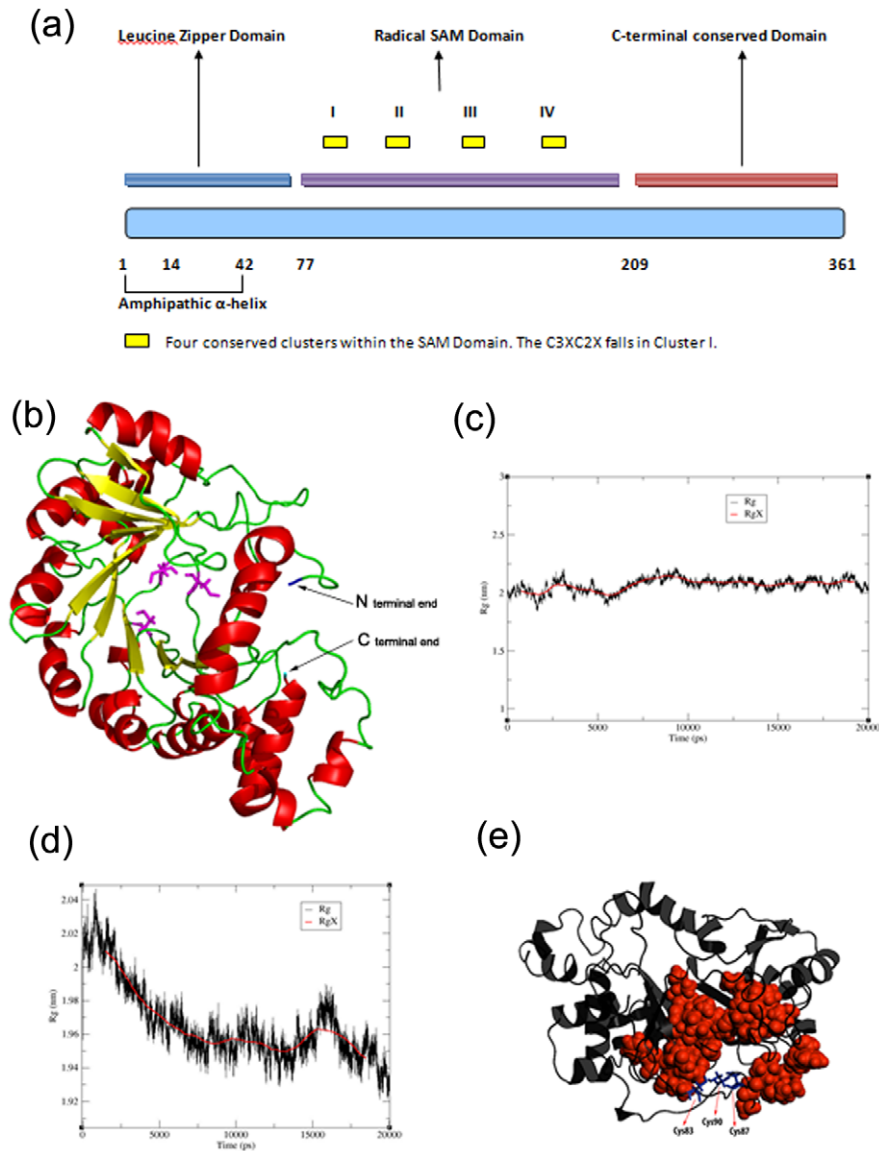 (a)
Leucine Zipper Domain
Radical SAM Domain
C-terminal conserved Domain
I
II
III
IV
1
14
42
77
209
361
Amphipathic α-helix
Four conserved clusters within the SAM Domain. The C3XC2X falls in Cluster I.
(b)
N terminal end
C terminal end
(c)
3
2.5
2
1.5
1
Rg (nm)
Rg
RgX
0
5000
10000
15000
20000
Time (ps)
(d)
2.04
2.02
2
1.98
1.96
1.94
1.92
Rg (nm)
Rg
RgX
0
5000
10000
15000
20000
Time (ps)
(e)
Cys83
Cys90
Cys87